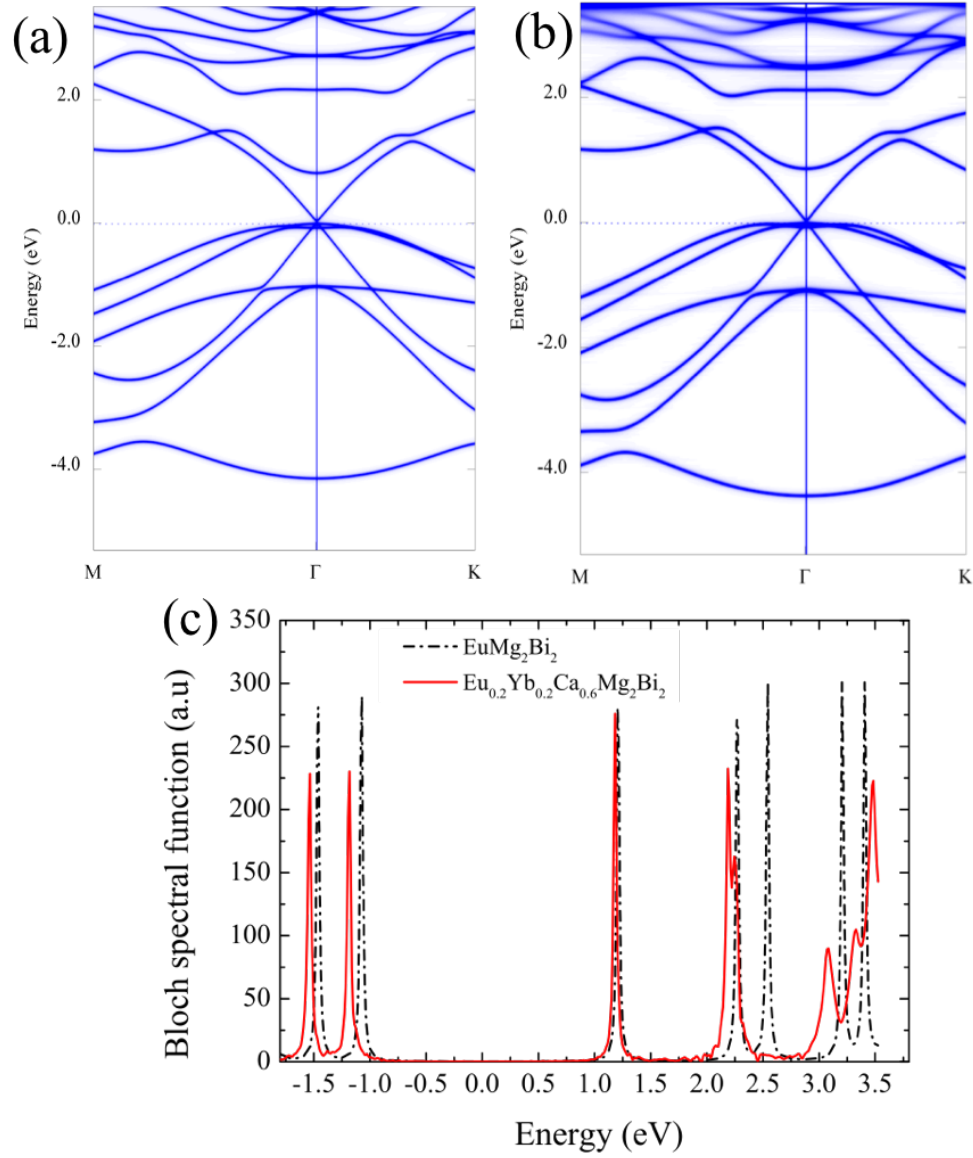 (a)
(b)
Energy (eV)
2.0
0.0
-2.0
-4.0
M Γ K
Energy (eV)
2.0
0.0
-2.0
-4.0
M Γ K
(c)
Bloch spectral function (a.u)
350
300
250
200
150
100
50
0
EuMg₂Bi₂
Eu₀.₂Yb₀.₂Ca₀.₆Mg₂Bi₂
-1.5 -1.0 -0.5 0.0 0.5 1.0 1.5 2.0 2.5 3.0 3.5
Energy (eV)